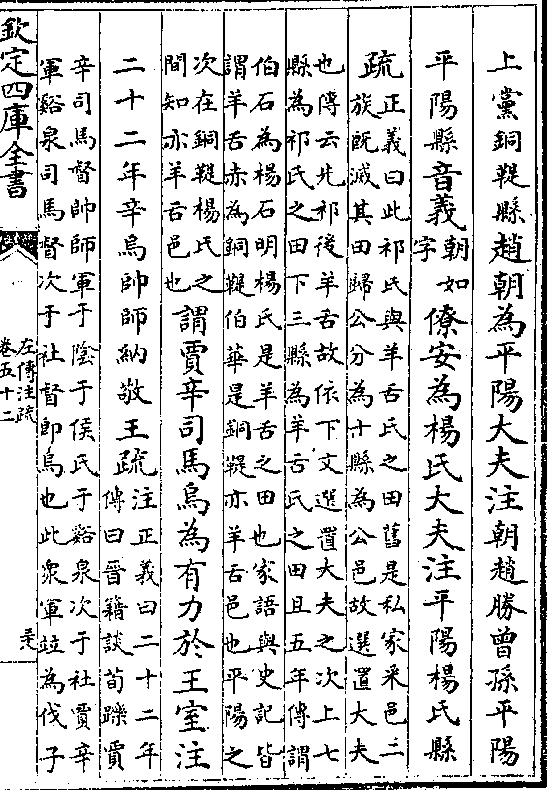 上黨銅鞮縣趙朝為平陽大夫注朝趙勝曾孫平陽
平陽縣音義朝如字僚安為楊氏大夫注平陽楊氏縣
疏正義曰此祁氏與羊舌氏之田舊是私家采邑三
族既滅其田歸公分為十縣為公邑故選置大夫
也傳云先祁後羊舌故依下文選置大夫之次上七
縣為祁氏之田下三縣為羊舌氏之田且五年傳謂
伯石為楊石明楊氏是羊舌之田也家語與史記皆
謂羊舌赤為銅鞮伯華是銅鞮亦羊舌邑也平陽之
次在銅鞮楊氏之
間知亦羊舌邑也
謂賈辛司馬烏為有力於王室注
二十二年辛烏帥師納敬王疏
注正義曰二十二年
傳曰晉籍談荀躒賈
辛司馬督帥師軍于陰于侯氏于谿泉次于社賈辛
軍谿泉司馬督次于社督即烏也此衆軍竝為伐子
欽定四庫全書
左傳注疏
卷五十二